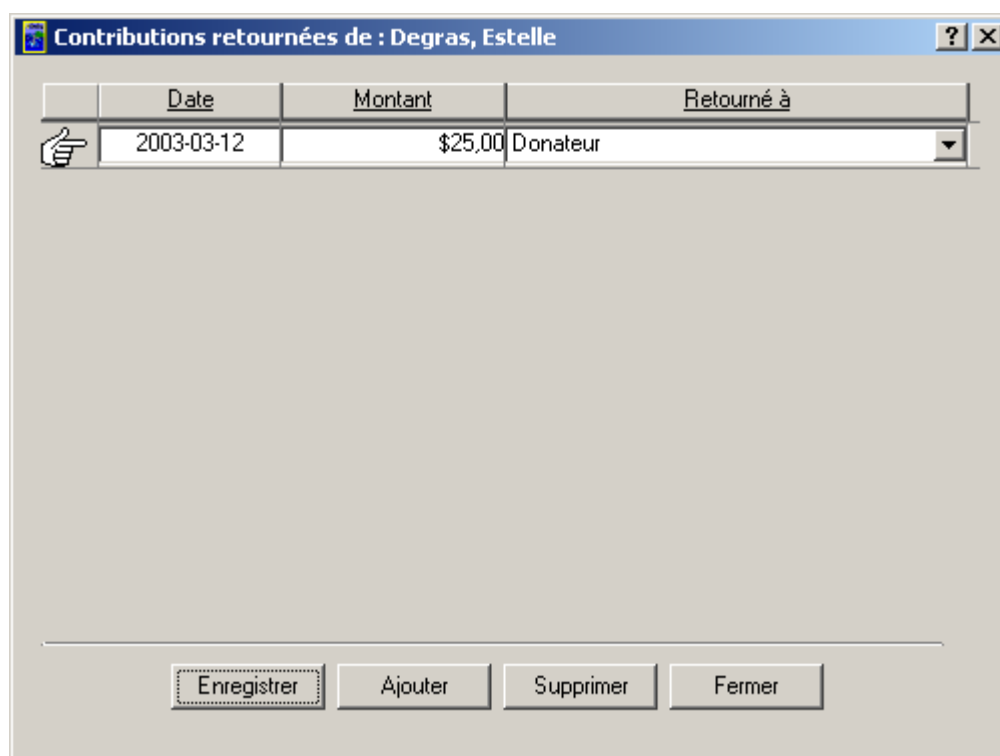 Contributions retournées de : Degras, Estelle
Date Montant Retourné à
2003-03-12 $25,00 Donateur
Enregistrer Ajouter Supprimer Fermer